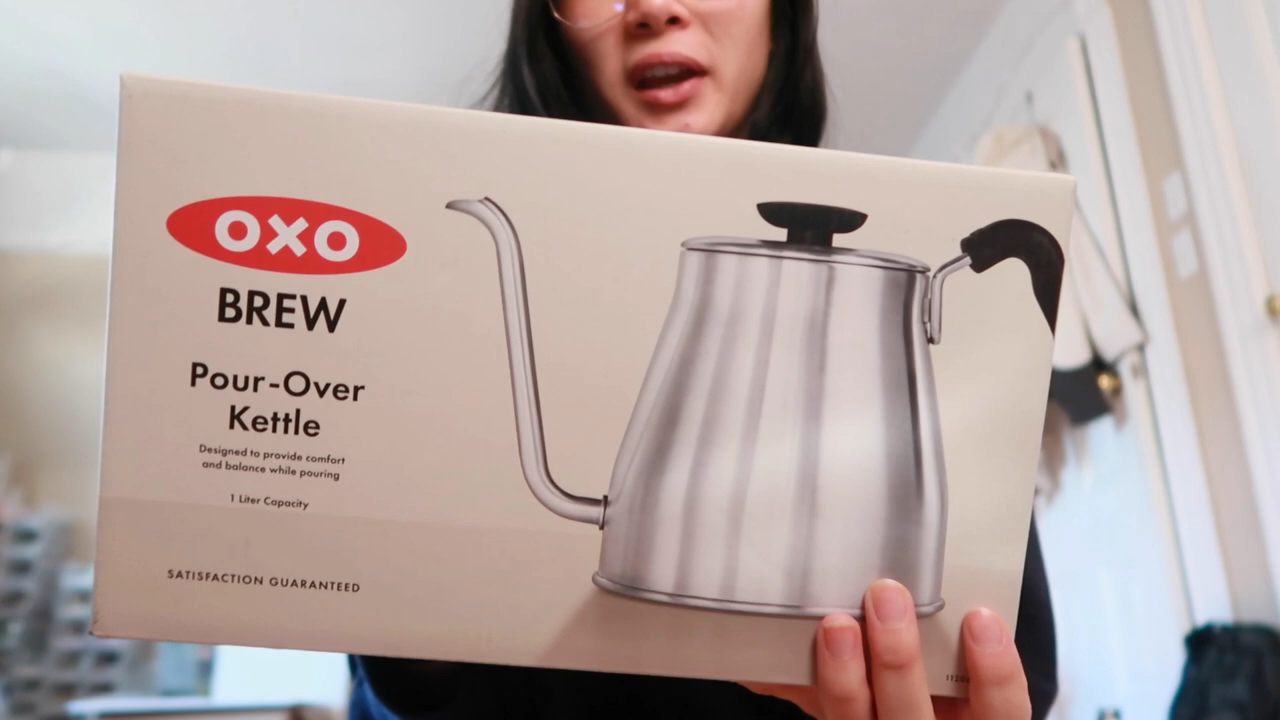 OXO
BREW
Pour-Over
Kettle
Designed to provide comfort
and balance while pouring
1 Liter Capacity
SATISFACTION GUARANTEED